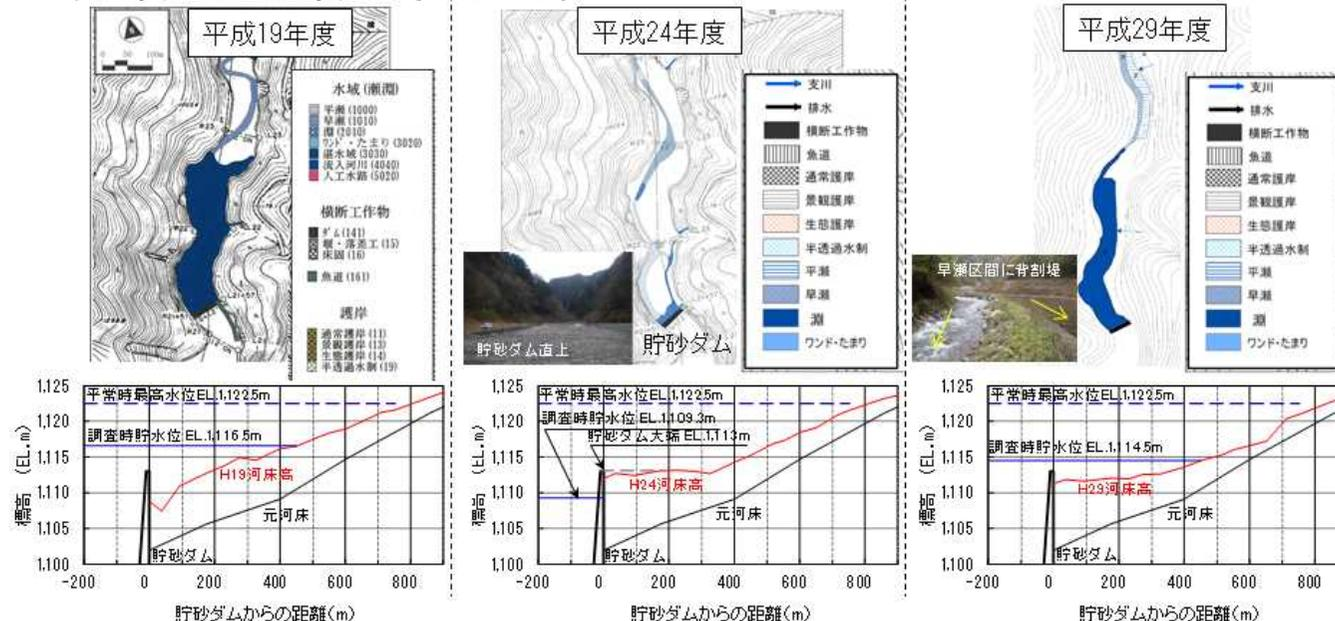 平成19年度
0 50 100m
水域(瀬淵)
平瀬(1000)
早瀬(1010)
淵(2010)
ワンド・たまり(3020)
湛水域(3030)
流入河川(4040)
人工水路(5020)
横断工作物
ダム(141)
堰・落差工(15)
床固(16)
魚道(161)
護岸
通常護岸(11)
景観護岸(13)
生態護岸(14)
半透過水制(19)
平成24年度
支川
排水
横断工作物
魚道
通常護岸
景観護岸
生態護岸
半透過水制
平瀬
早瀬
淵
ワンド・たまり
貯砂ダム直上
貯砂ダム
平成29年度
支川
排水
横断工作物
魚道
通常護岸
景観護岸
生態護岸
半透過水制
平瀬
早瀬
淵
ワンド・たまり
早瀬区間に背割堤
標高 (EL.m)
1,125
1,120
1,115
1,110
1,105
1,100
平常時最高水位EL.1,122.5m
調査時貯水位EL.1,116.5m
H19河床高
元河床
貯砂ダム
-200 0 200 400 600 800
貯砂ダムからの距離(m)
標高 (EL.m)
1,125
1,120
1,115
1,110
1,105
1,100
平常時最高水位EL.1,122.5m
調査時貯水位EL.1,109.3m
貯砂ダム天端EL.1,113m
H24河床高
元河床
貯砂ダム
-200 0 200 400 600 800
貯砂ダムからの距離(m)
標高 (EL.m)
1,125
1,120
1,115
1,110
1,105
1,100
平常時最高水位EL.1,122.5m
調査時貯水位EL.1,114.5m
H29河床高
元河床
貯砂ダム
-200 0 200 400 600 800
貯砂ダムからの距離(m)